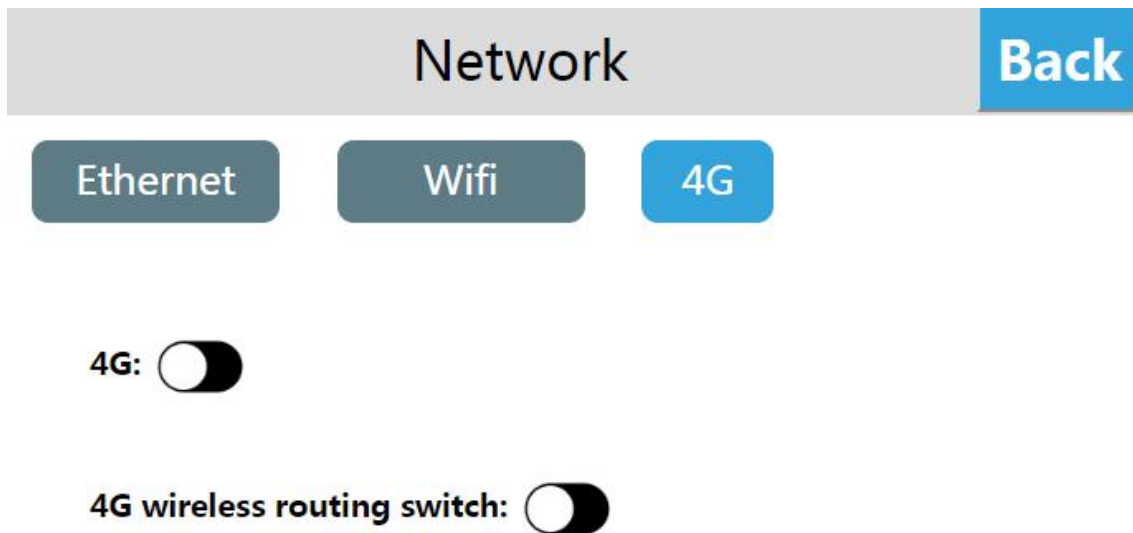 Network
Back
Ethernet
Wifi
4G
4G:
4G wireless routing switch: